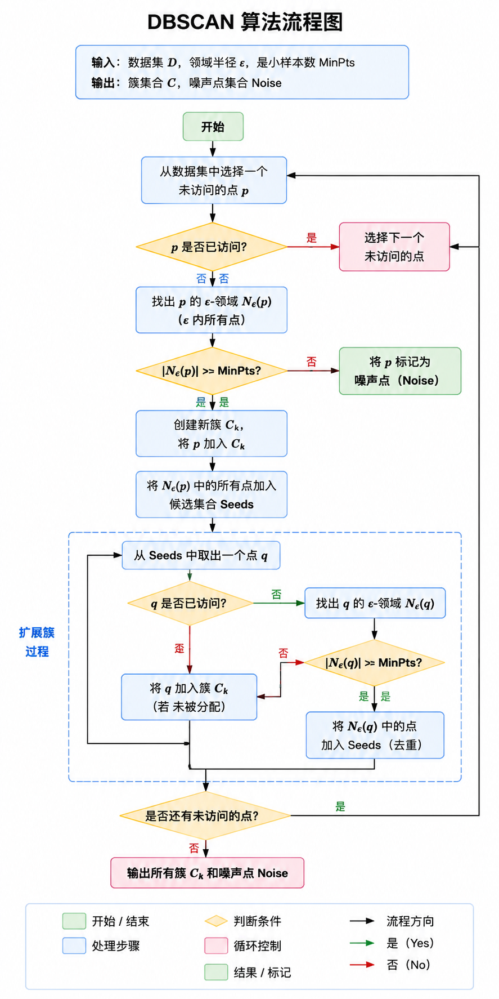 DBSCAN 算法流程图
输入：数据集 D，领域半径 ε，是小样本数 MinPts
输出：簇集合 C，噪声点集合 Noise
开始
从数据集中选择一个
未访问的点 p
p 是否已访问？
是
选择下一个
未访问的点
否 否
找出 p 的 ε-领域 Nϵ(p)
（ε 内所有点）
|Nϵ(p)| >= MinPts?
否
将 p 标记为
噪声点（Noise）
是 是
创建新簇 Ck，
将 p 加入 Ck
将 Nϵ(p) 中的所有点加入
候选集合 Seeds
扩展簇
过程
从 Seeds 中取出一个点 q
q 是否已访问？
否
找出 q 的 ε-领域 Nϵ(q)
|Nϵ(q)| >= MinPts?
否
将 q 加入簇 Ck
（若 未被分配）
是 是
将 Nϵ(q) 中的点
加入 Seeds（去重）
是否还有未访问的点？
是
否
输出所有簇 Ck 和噪声点 Noise
开始 / 结束
处理步骤
判断条件
循环控制
结果 / 标记
流程方向
是（Yes）
否（No）